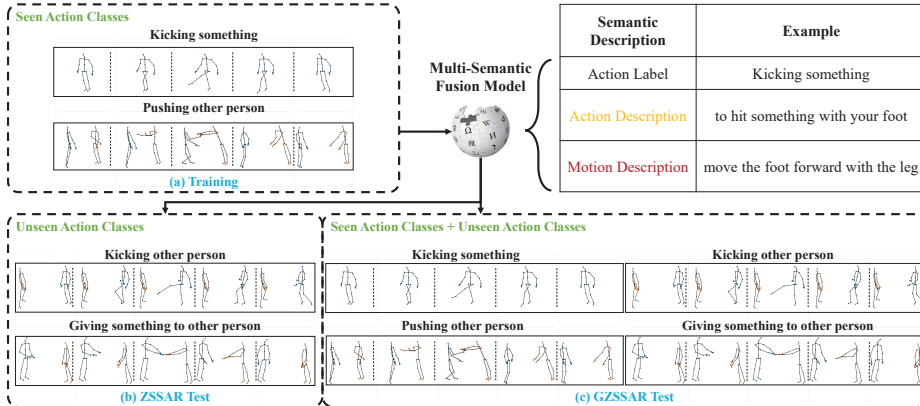 Seen Action Classes
Kicking something
Pushing other person
(a) Training
Multi-Semantic
Fusion Model
Semantic
Description
Example
Action Label
Kicking something
Action Description
to hit something with your foot
Motion Description
move the foot forward with the leg
Unseen Action Classes
Kicking other person
Giving something to other person
(b) ZSSAR Test
Seen Action Classes + Unseen Action Classes
Kicking something
Kicking other person
Pushing other person
Giving something to other person
(c) GZSSAR Test